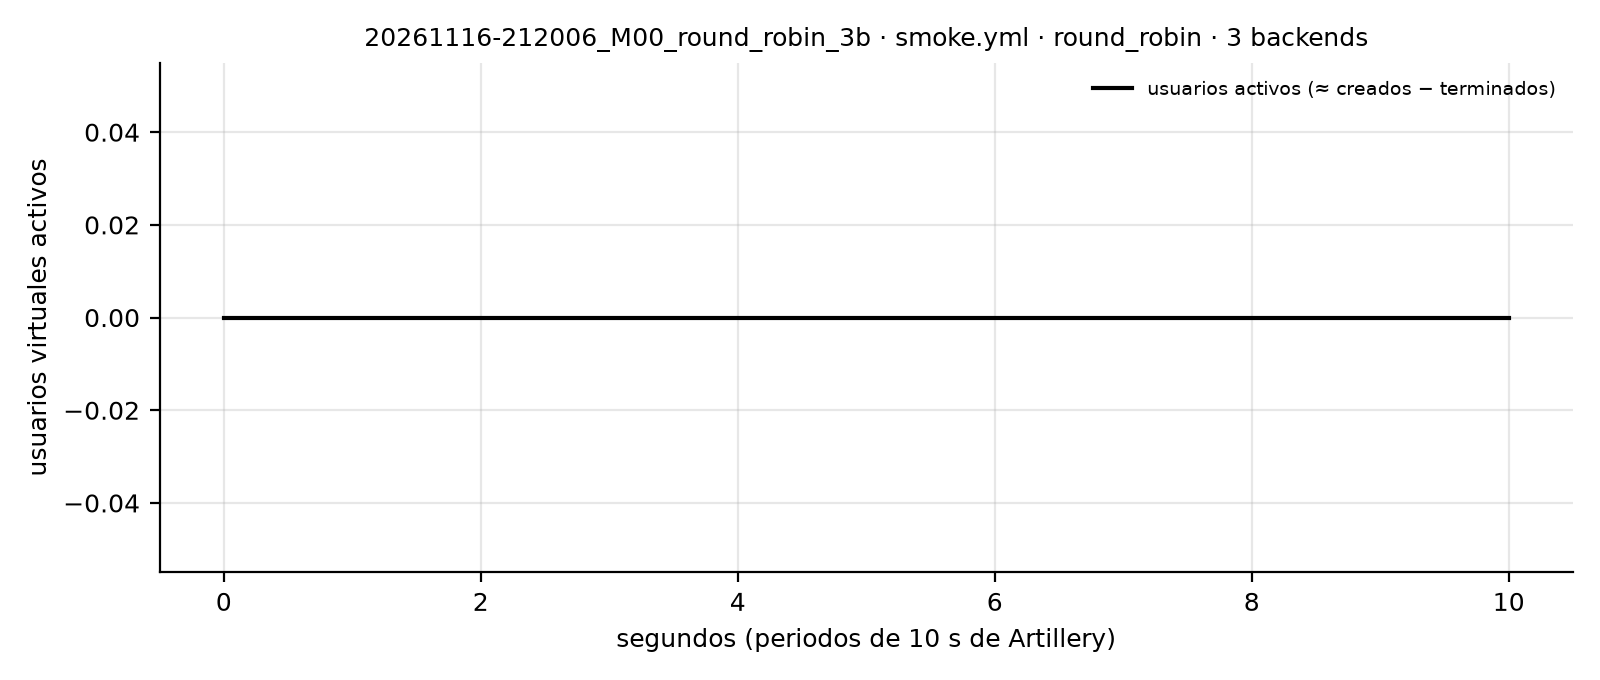 20261116-212006_M00_round_robin_3b · smoke.yml · round_robin · 3 backends
usuarios activos (≈ creados − terminados)
usuarios virtuales activos
0.04
0.02
0.00
−0.02
−0.04
0 2 4 6 8 10
segundos (periodos de 10 s de Artillery)